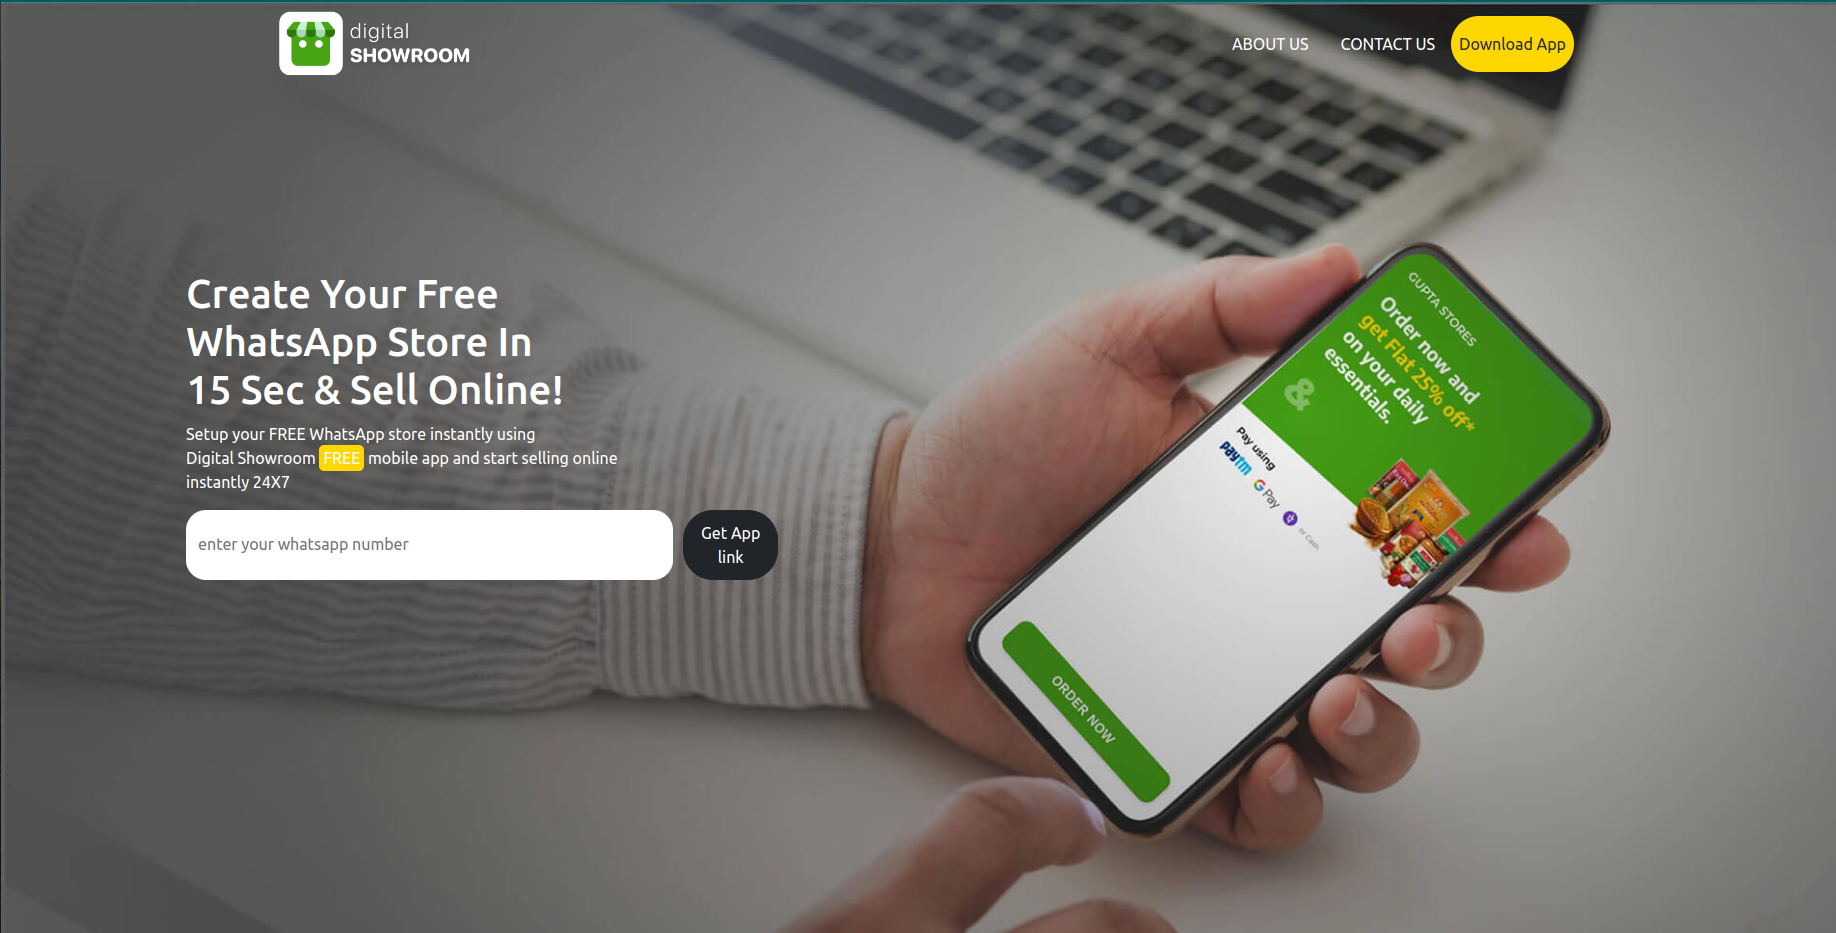 digital
SHOWROOM
ABOUT US
CONTACT US
Download App
Create Your Free
WhatsApp Store In
15 Sec & Sell Online!
Setup your FREE WhatsApp store instantly using
Digital Showroom FREE mobile app and start selling online
instantly 24X7
enter your whatsapp number
Get App
link
GUPTA STORES
Order now and
get Flat 25% off*
on your daily
essentials.
&
Pay using
paytm
G Pay
or Cash
ORDER NOW